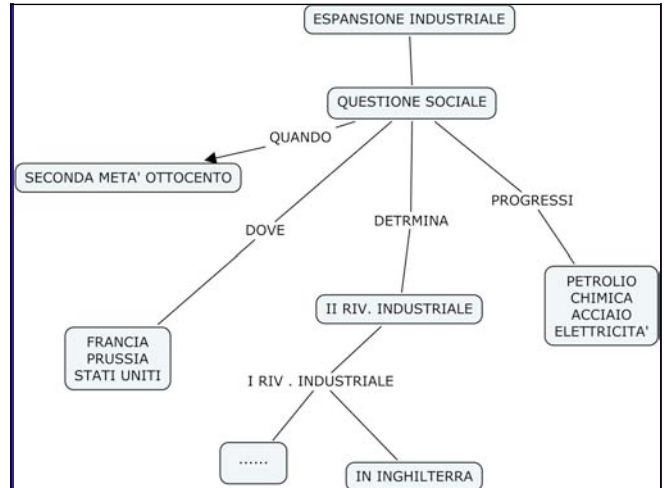 ESPANSIONE INDUSTRIALE
QUESTIONE SOCIALE
QUANDO
SECONDA META' OTTOCENTO
PROGRESSI
DOVE
DETRMINA
PETROLIO
CHIMICA
ACCIAIO
ELETTRICITA'
II RIV. INDUSTRIALE
FRANCIA
PRUSSIA
STATI UNITI
I RIV . INDUSTRIALE
......
IN INGHILTERRA